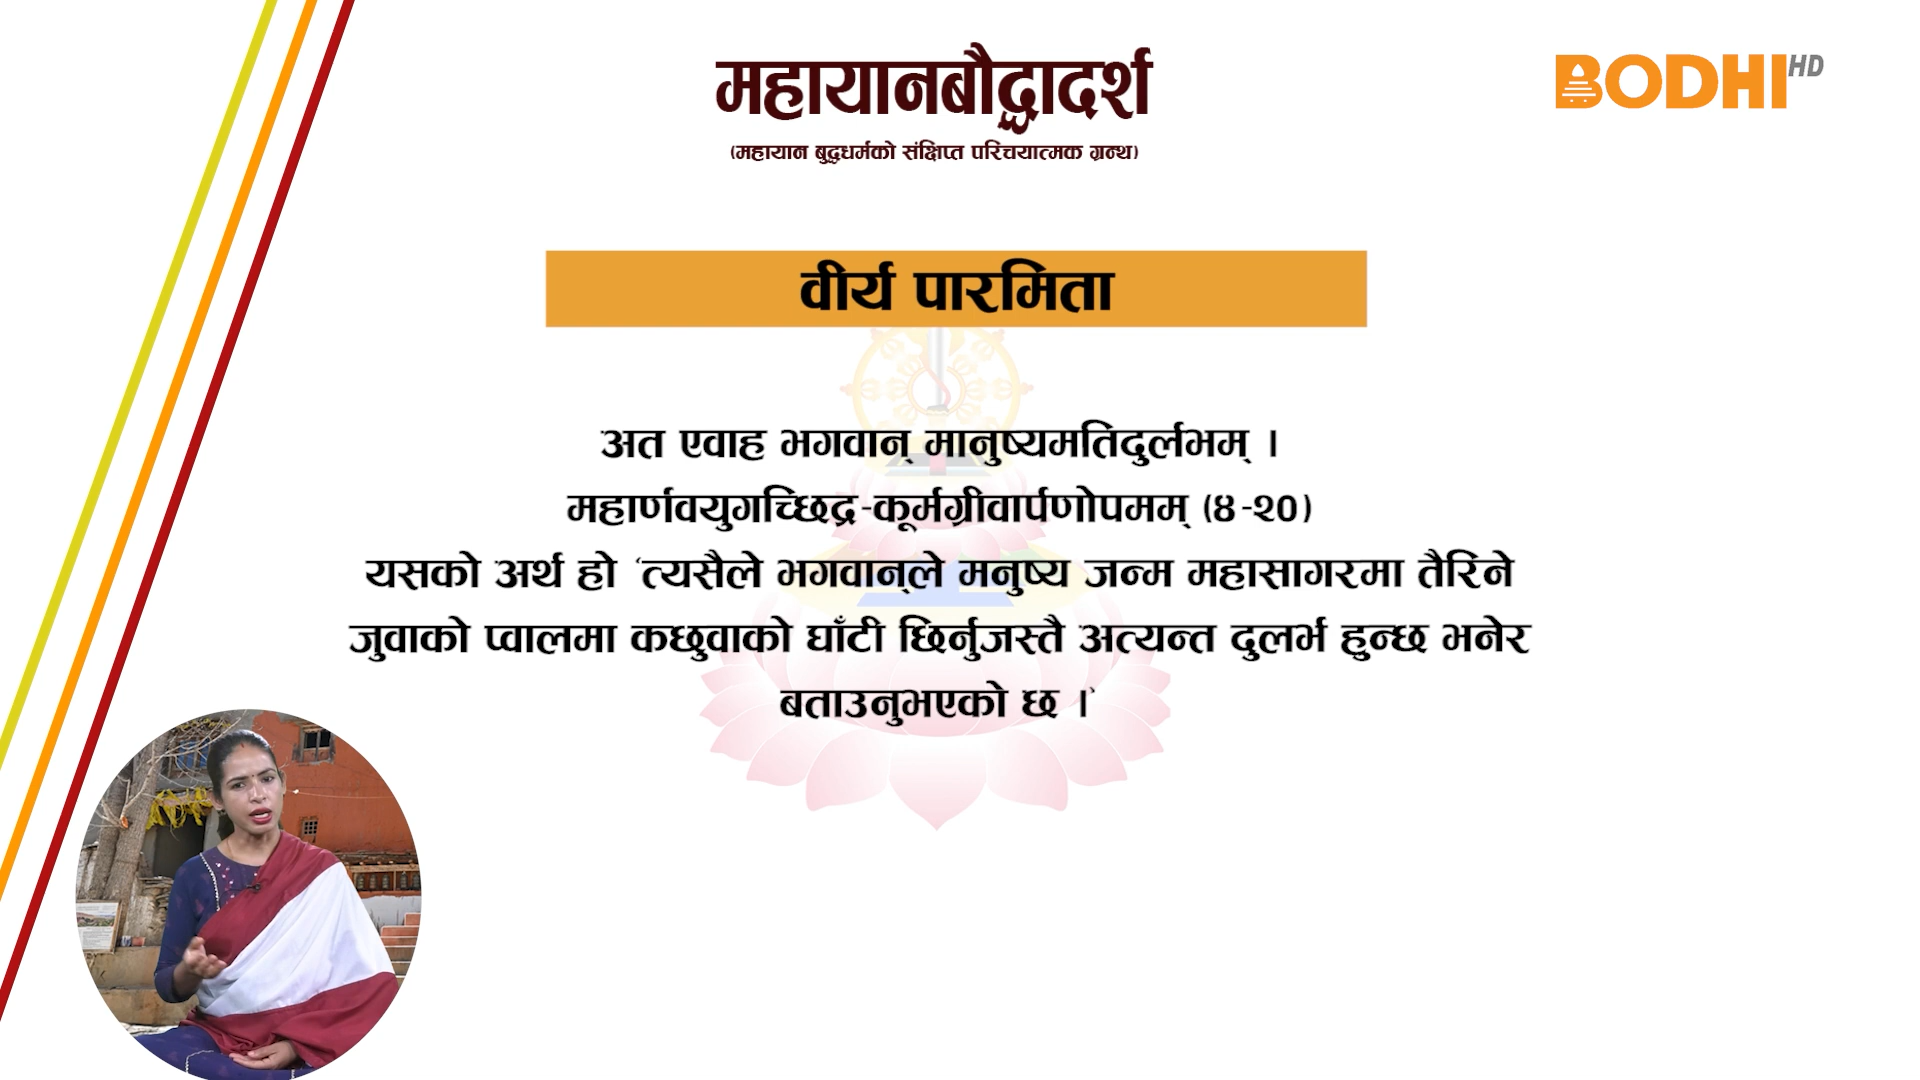 महायानबौद्धादर्श
BODHI HD
(महायान बुद्धधर्मको संक्षिप्त परिचयात्मक ग्रन्थ)
वीर्य पारमिता
अत एवाह भगवान् मानुष्यमतिदुर्लभम् ।
महार्णवयुगच्छिद्र-कूर्मग्रीवार्पणोपमम् (४-२०)
यसको अर्थ हो 'त्यसैले भगवान्‌ले मनुष्य जन्म महासागरमा तैरिने
जुवाको प्वालमा कछुवाको घाँटी छिर्नुजस्तै अत्यन्त दुलर्भ हुन्छ भनेर
बताउनुभएको छ ।'